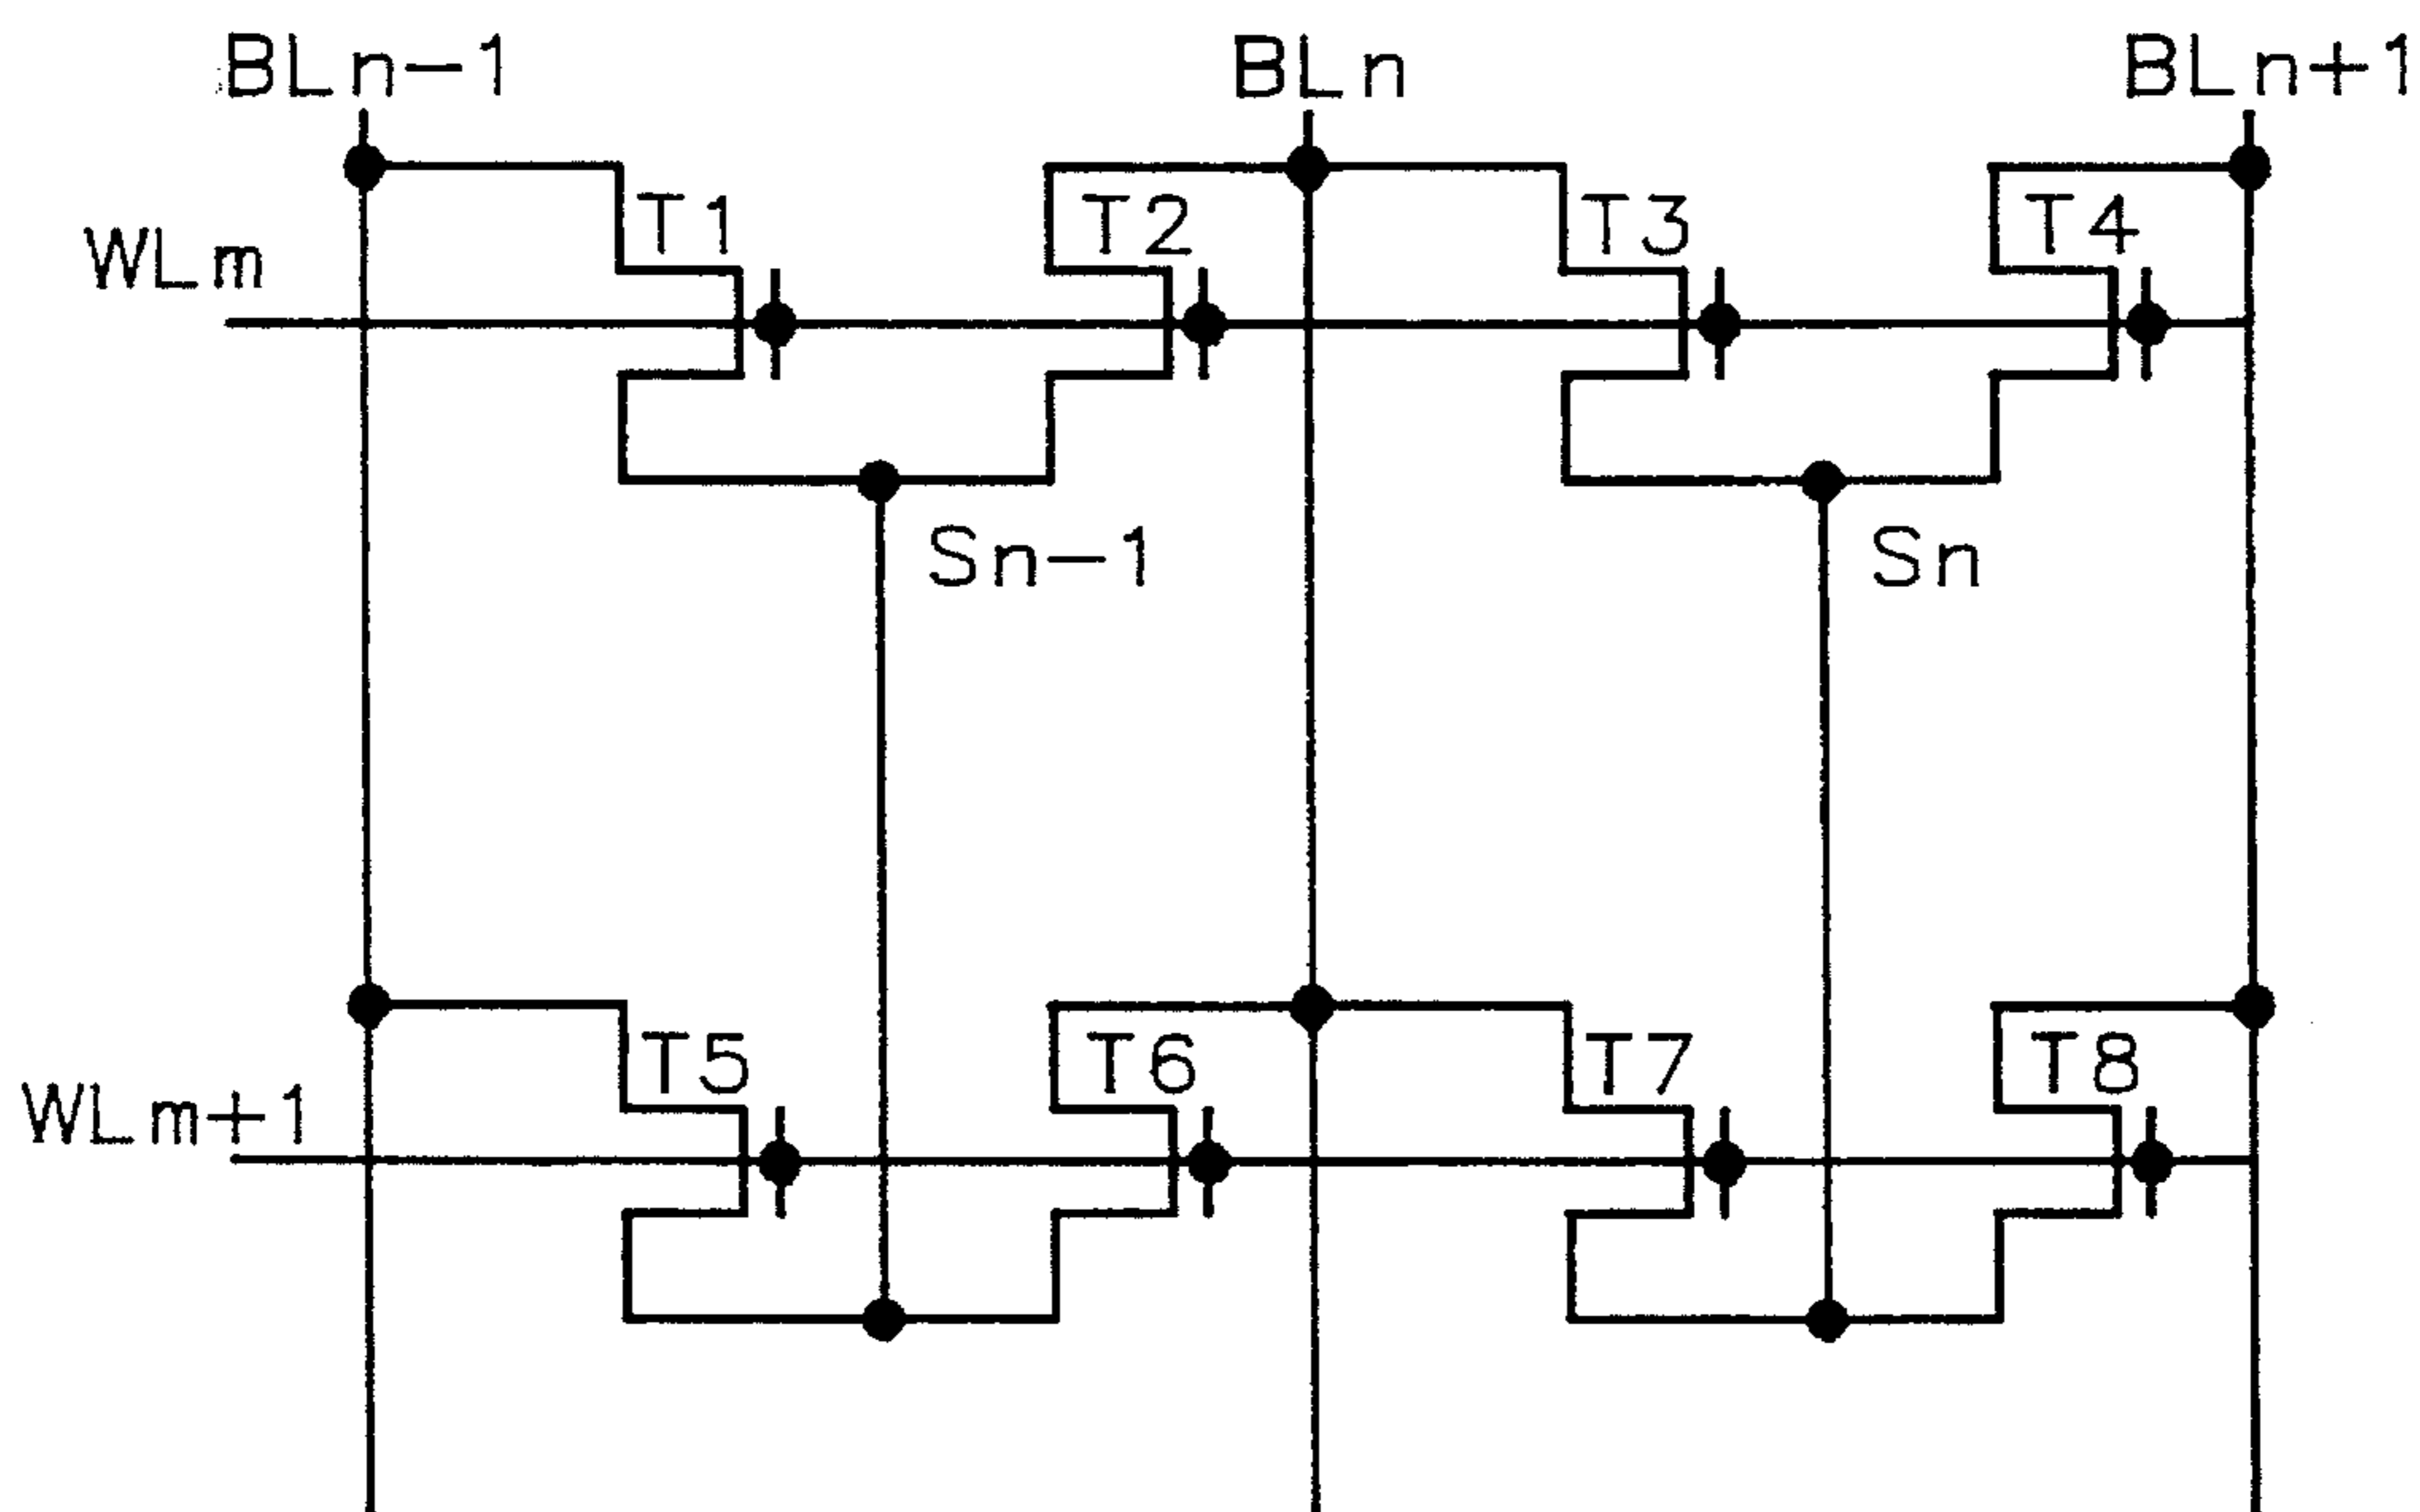 BLn-1 BLn BLn+1
T1 T2 T3 T4
WLm
Sn-1 Sn
T5 T6 T7 T8
WLm+1